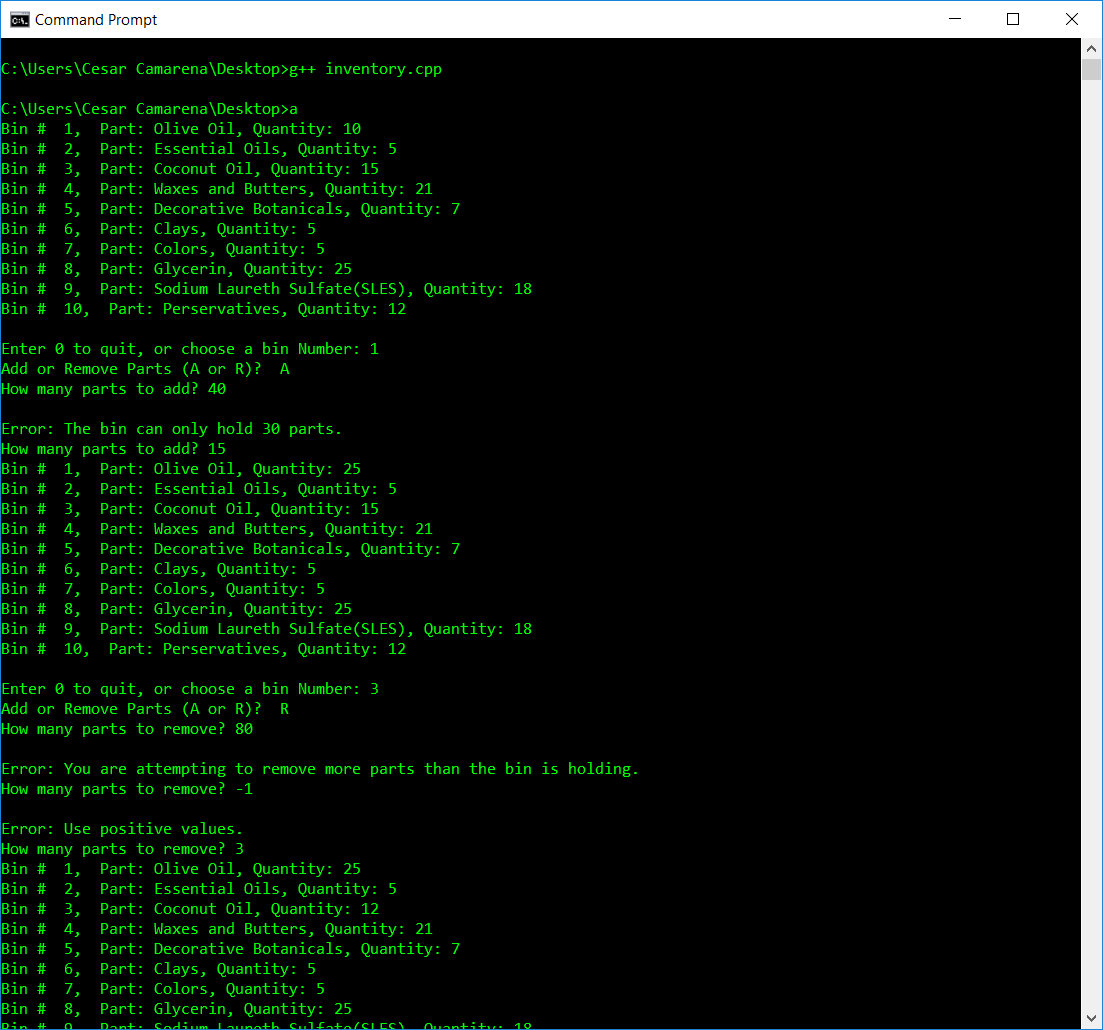 Command Prompt
C:\Users\Cesar Camarena\Desktop>g++ inventory.cpp
C:\Users\Cesar Camarena\Desktop>a
Bin #  1,  Part: Olive Oil, Quantity: 10
Bin #  2,  Part: Essential Oils, Quantity: 5
Bin #  3,  Part: Coconut Oil, Quantity: 15
Bin #  4,  Part: Waxes and Butters, Quantity: 21
Bin #  5,  Part: Decorative Botanicals, Quantity: 7
Bin #  6,  Part: Clays, Quantity: 5
Bin #  7,  Part: Colors, Quantity: 5
Bin #  8,  Part: Glycerin, Quantity: 25
Bin #  9,  Part: Sodium Laureth Sulfate(SLES), Quantity: 18
Bin #  10,  Part: Perservatives, Quantity: 12
Enter 0 to quit, or choose a bin Number: 1
Add or Remove Parts (A or R)?  A
How many parts to add? 40
Error: The bin can only hold 30 parts.
How many parts to add? 15
Bin #  1,  Part: Olive Oil, Quantity: 25
Bin #  2,  Part: Essential Oils, Quantity: 5
Bin #  3,  Part: Coconut Oil, Quantity: 15
Bin #  4,  Part: Waxes and Butters, Quantity: 21
Bin #  5,  Part: Decorative Botanicals, Quantity: 7
Bin #  6,  Part: Clays, Quantity: 5
Bin #  7,  Part: Colors, Quantity: 5
Bin #  8,  Part: Glycerin, Quantity: 25
Bin #  9,  Part: Sodium Laureth Sulfate(SLES), Quantity: 18
Bin #  10,  Part: Perservatives, Quantity: 12
Enter 0 to quit, or choose a bin Number: 3
Add or Remove Parts (A or R)?  R
How many parts to remove? 80
Error: You are attempting to remove more parts than the bin is holding.
How many parts to remove? -1
Error: Use positive values.
How many parts to remove? 3
Bin #  1,  Part: Olive Oil, Quantity: 25
Bin #  2,  Part: Essential Oils, Quantity: 5
Bin #  3,  Part: Coconut Oil, Quantity: 12
Bin #  4,  Part: Waxes and Butters, Quantity: 21
Bin #  5,  Part: Decorative Botanicals, Quantity: 7
Bin #  6,  Part: Clays, Quantity: 5
Bin #  7,  Part: Colors, Quantity: 5
Bin #  8,  Part: Glycerin, Quantity: 25
Bin #  9,  Part: Sodium Laureth Sulfate(SLES), Quantity: 18